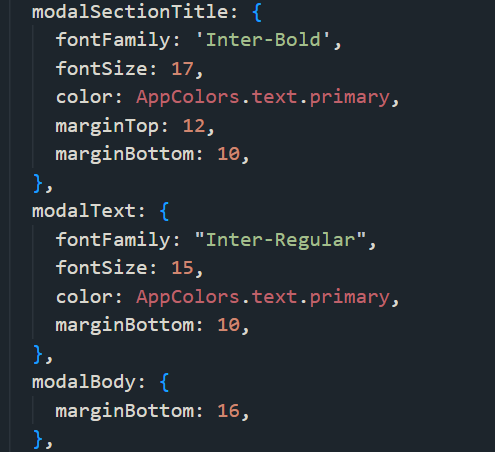 modalSectionTitle: {
fontFamily: 'Inter-Bold',
fontSize: 17,
color: AppColors.text.primary,
marginTop: 12,
marginBottom: 10,
},
modalText: {
fontFamily: "Inter-Regular",
fontSize: 15,
color: AppColors.text.primary,
marginBottom: 10,
},
modalBody: {
marginBottom: 16,
},